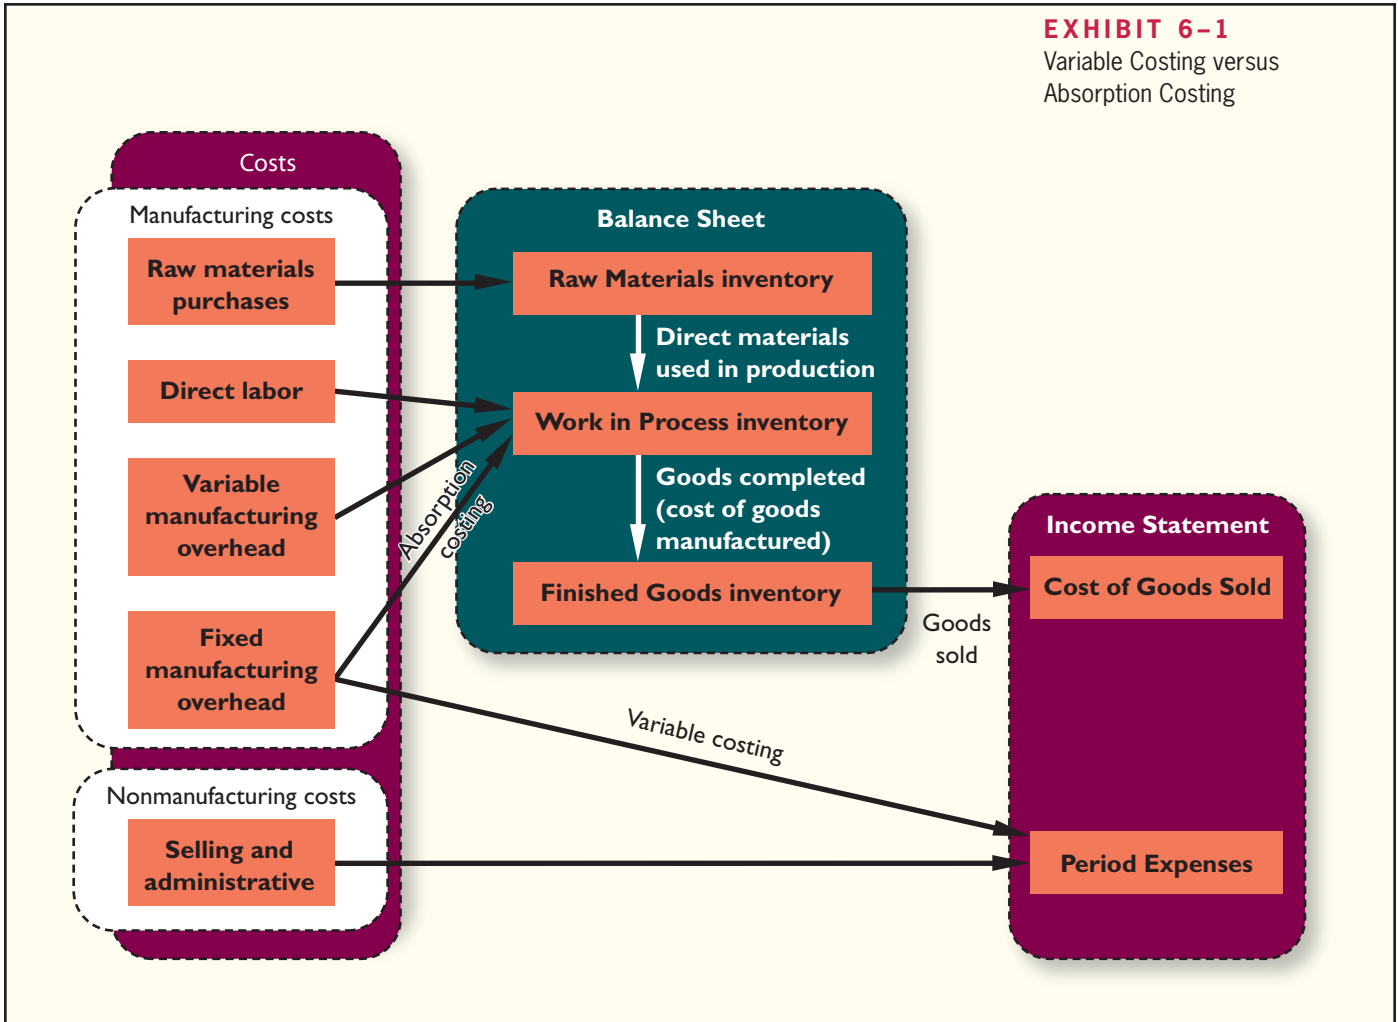 EXHIBIT 6–1
Variable Costing versus
Absorption Costing
Costs
Manufacturing costs
Raw materials
purchases
Direct labor
Variable
manufacturing
overhead
Fixed
manufacturing
overhead
Nonmanufacturing costs
Selling and
administrative
Absorption
costing
Variable costing
Balance Sheet
Raw Materials inventory
Direct materials
used in production
Work in Process inventory
Goods completed
(cost of goods
manufactured)
Finished Goods inventory
Goods
sold
Income Statement
Cost of Goods Sold
Period Expenses